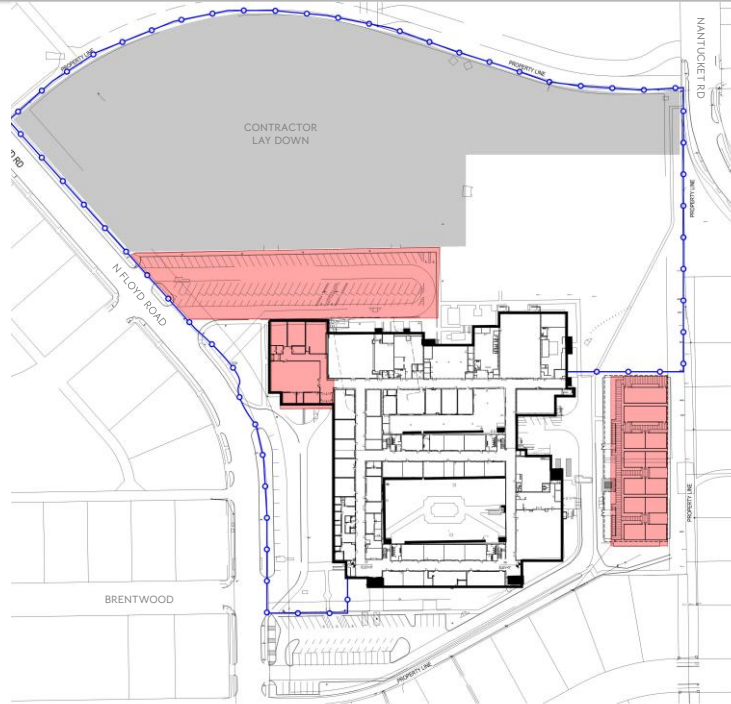 PROPERTY LINE
PROPERTY LINE
NANTUCKET RD
CONTRACTOR
LAY DOWN
PROPERTY LINE
N FLOYD ROAD
PROPERTY LINE
BRENTWOOD
PROPERTY LINE